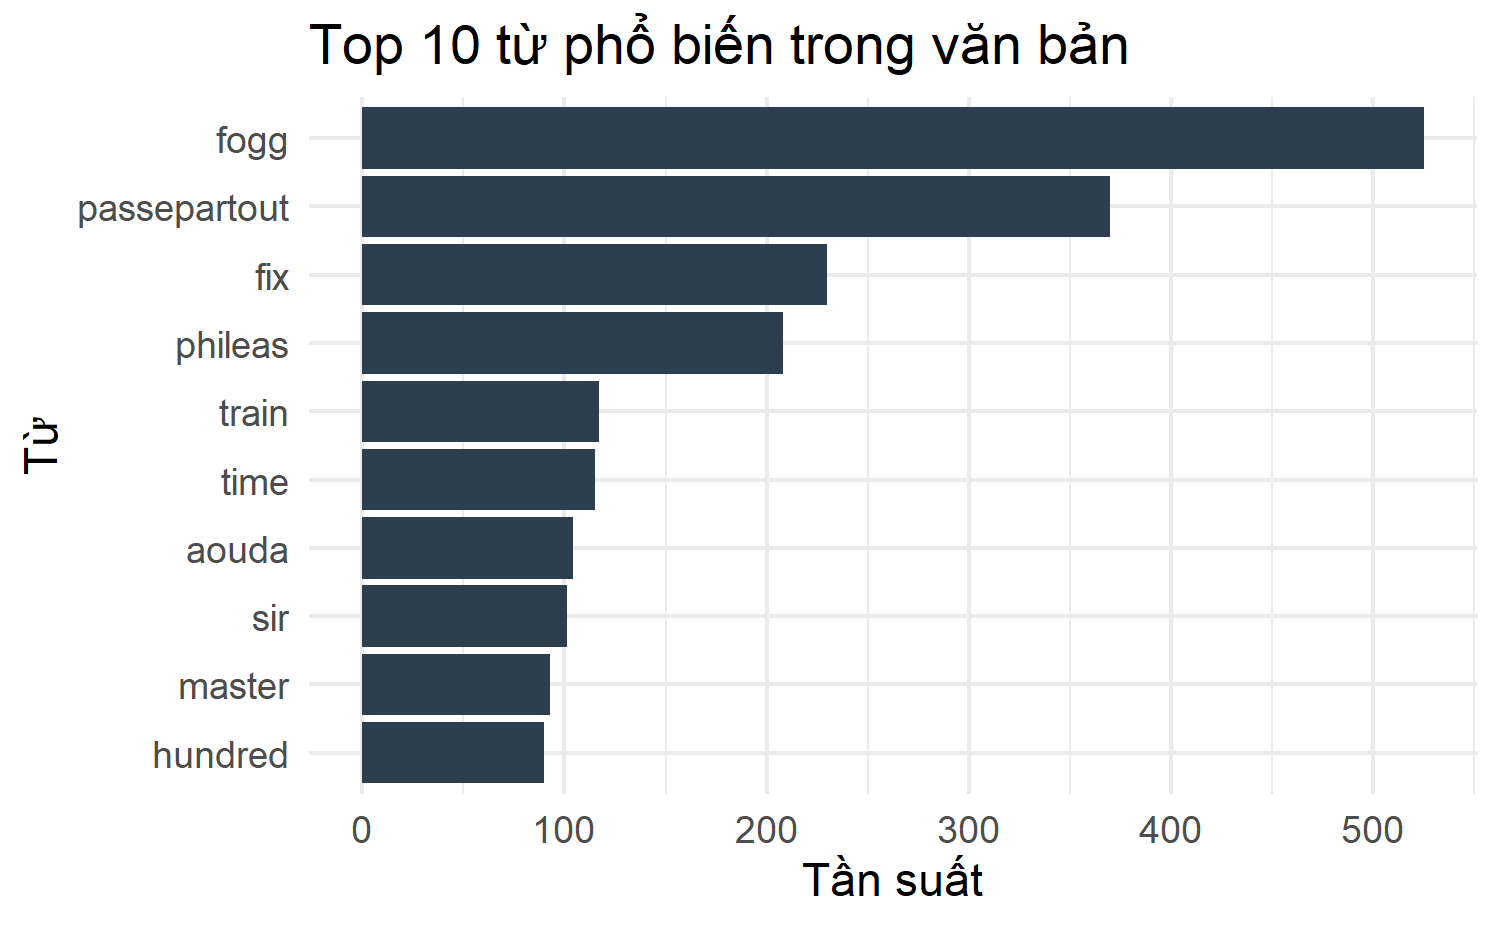 Top 10 từ phổ biến trong văn bản
fogg
passepartout
fix
phileas
train
time
aouda
sir
master
hundred
Từ
0 100 200 300 400 500
Tần suất